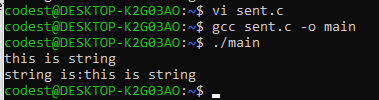 codest@DESKTOP-K2G03AO:~$ vi sent.c
codest@DESKTOP-K2G03AO:~$ gcc sent.c -o main
codest@DESKTOP-K2G03AO:~$ ./main
this is string
string is:this is string
codest@DESKTOP-K2G03AO:~$